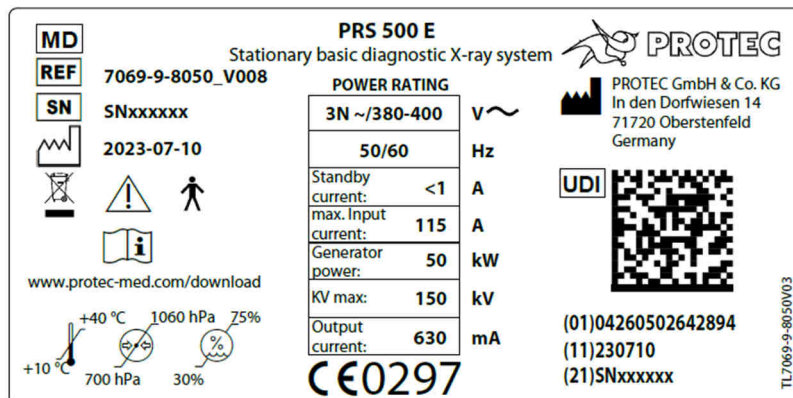 PRS 500 E
Stationary basic diagnostic X-ray system
PROTEC
MD
REF 7069-9-8050_V008
SN SNxxxxxx
2023-07-10
i
www.protec-med.com/download
+40 °C
+10 °C
1060 hPa
700 hPa
75%
%
30%
POWER RATING
3N ~/380-400 V~
50/60 Hz
Standby current: <1 A
max. Input current: 115 A
Generator power: 50 kW
KV max: 150 kV
Output current: 630 mA
CE0297
PROTEC GmbH & Co. KG
In den Dorfwiesen 14
71720 Oberstenfeld
Germany
UDI
(01)04260502642894
(11)230710
(21)SNxxxxxx
TL7069-9-8050V03